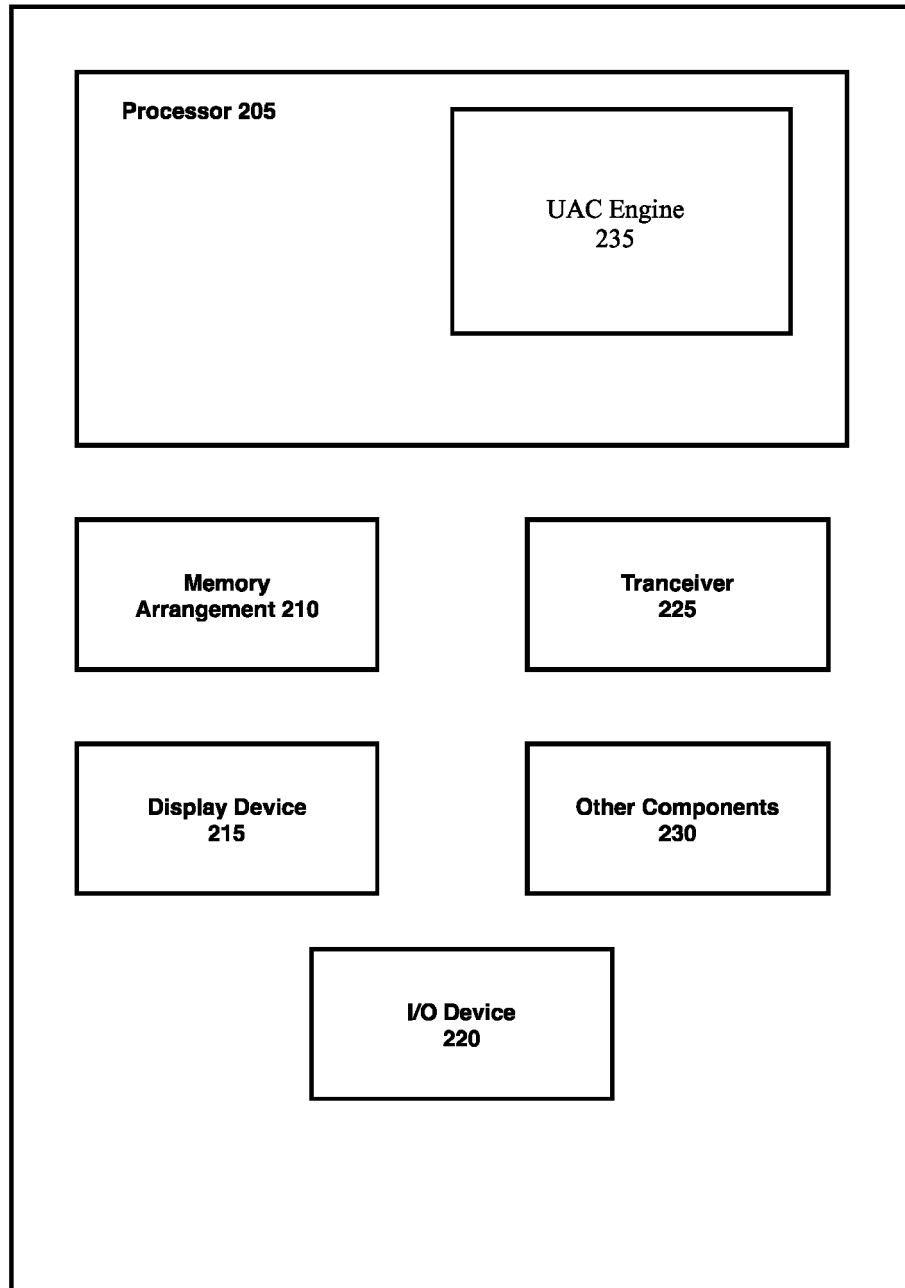 Processor 205
UAC Engine
235
Memory
Arrangement 210
Tranceiver
225
Display Device
215
Other Components
230
I/O Device
220